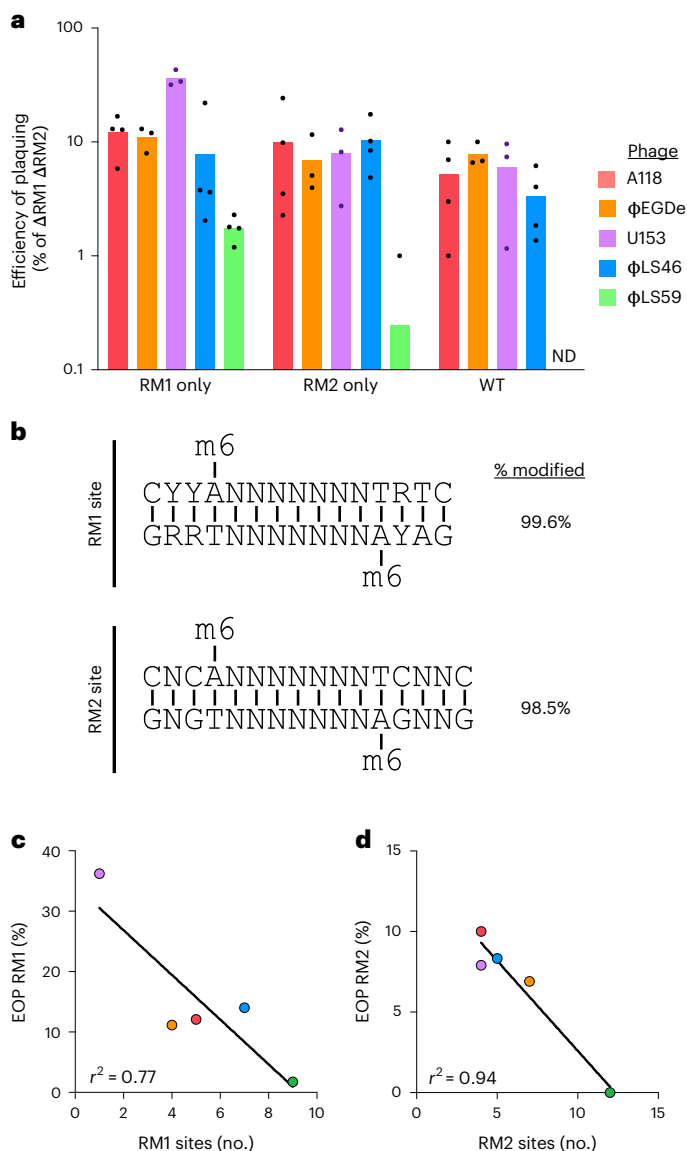 a
100
10
1
0.1
Efficiency of plaquing
(% of ΔRM1 ΔRM2)
RM1 only
RM2 only
WT
ND
Phage
A118
ϕEGDe
U153
ϕLS46
ϕLS59
b
RM1 site
m6
CYYANNNNNNNTRTC
GRRTNNNNNNNAYAG
m6
% modified
99.6%
RM2 site
m6
CNCANNNNNNNTCNNC
GNGTNNNNNNNAGNNG
m6
98.5%
c
40
30
20
10
0
EOP RM1 (%)
r² = 0.77
0 2 4 6 8 10
RM1 sites (no.)
d
15
10
5
0
EOP RM2 (%)
r² = 0.94
0 5 10 15
RM2 sites (no.)